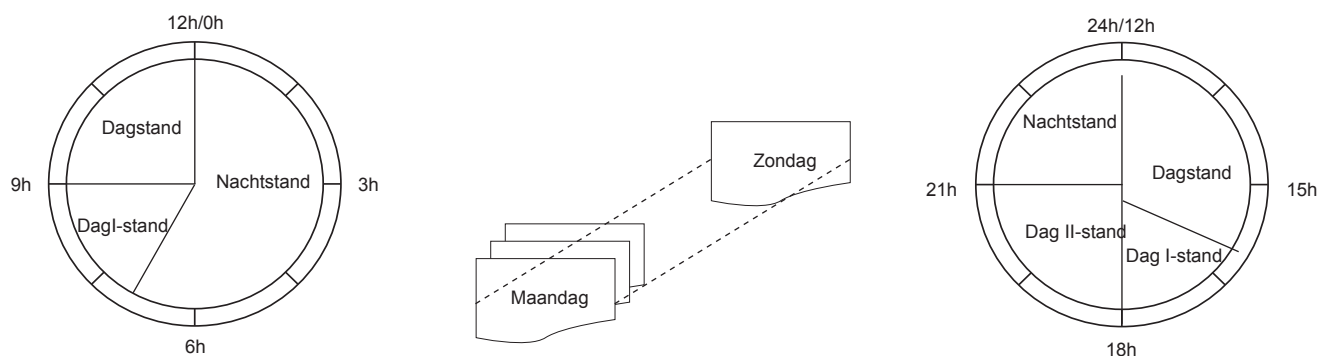 12h/0h
Dagstand
Nachtstand
9h
3h
DagI-stand
6h
Zondag
Maandag
24h/12h
Nachtstand
Dagstand
21h
15h
Dag II-stand
Dag I-stand
18h